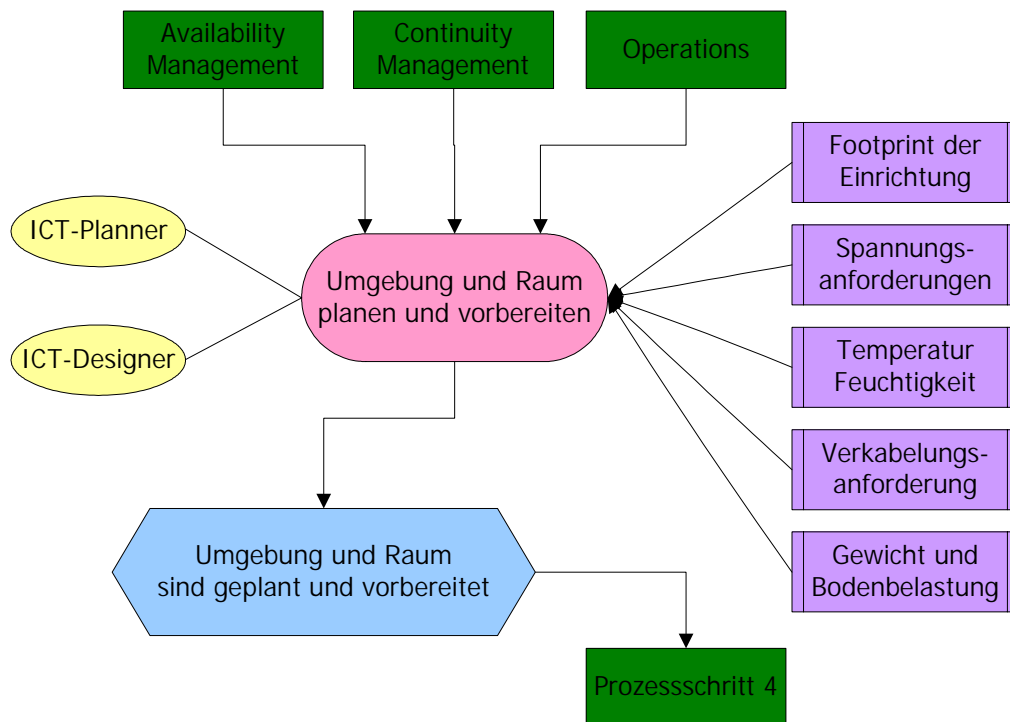 Availability
Management
Continuity
Management
Operations
Footprint der
Einrichtung
ICT-Planner
Spannungs-
anforderungen
Umgebung und Raum
planen und vorbereiten
ICT-Designer
Temperatur
Feuchtigkeit
Verkabelungs-
anforderung
Umgebung und Raum
sind geplant und vorbereitet
Gewicht und
Bodenbelastung
Prozessschritt 4